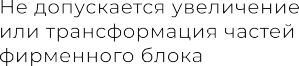 Не допускается увеличение
или трансформация частей
фирменного блока